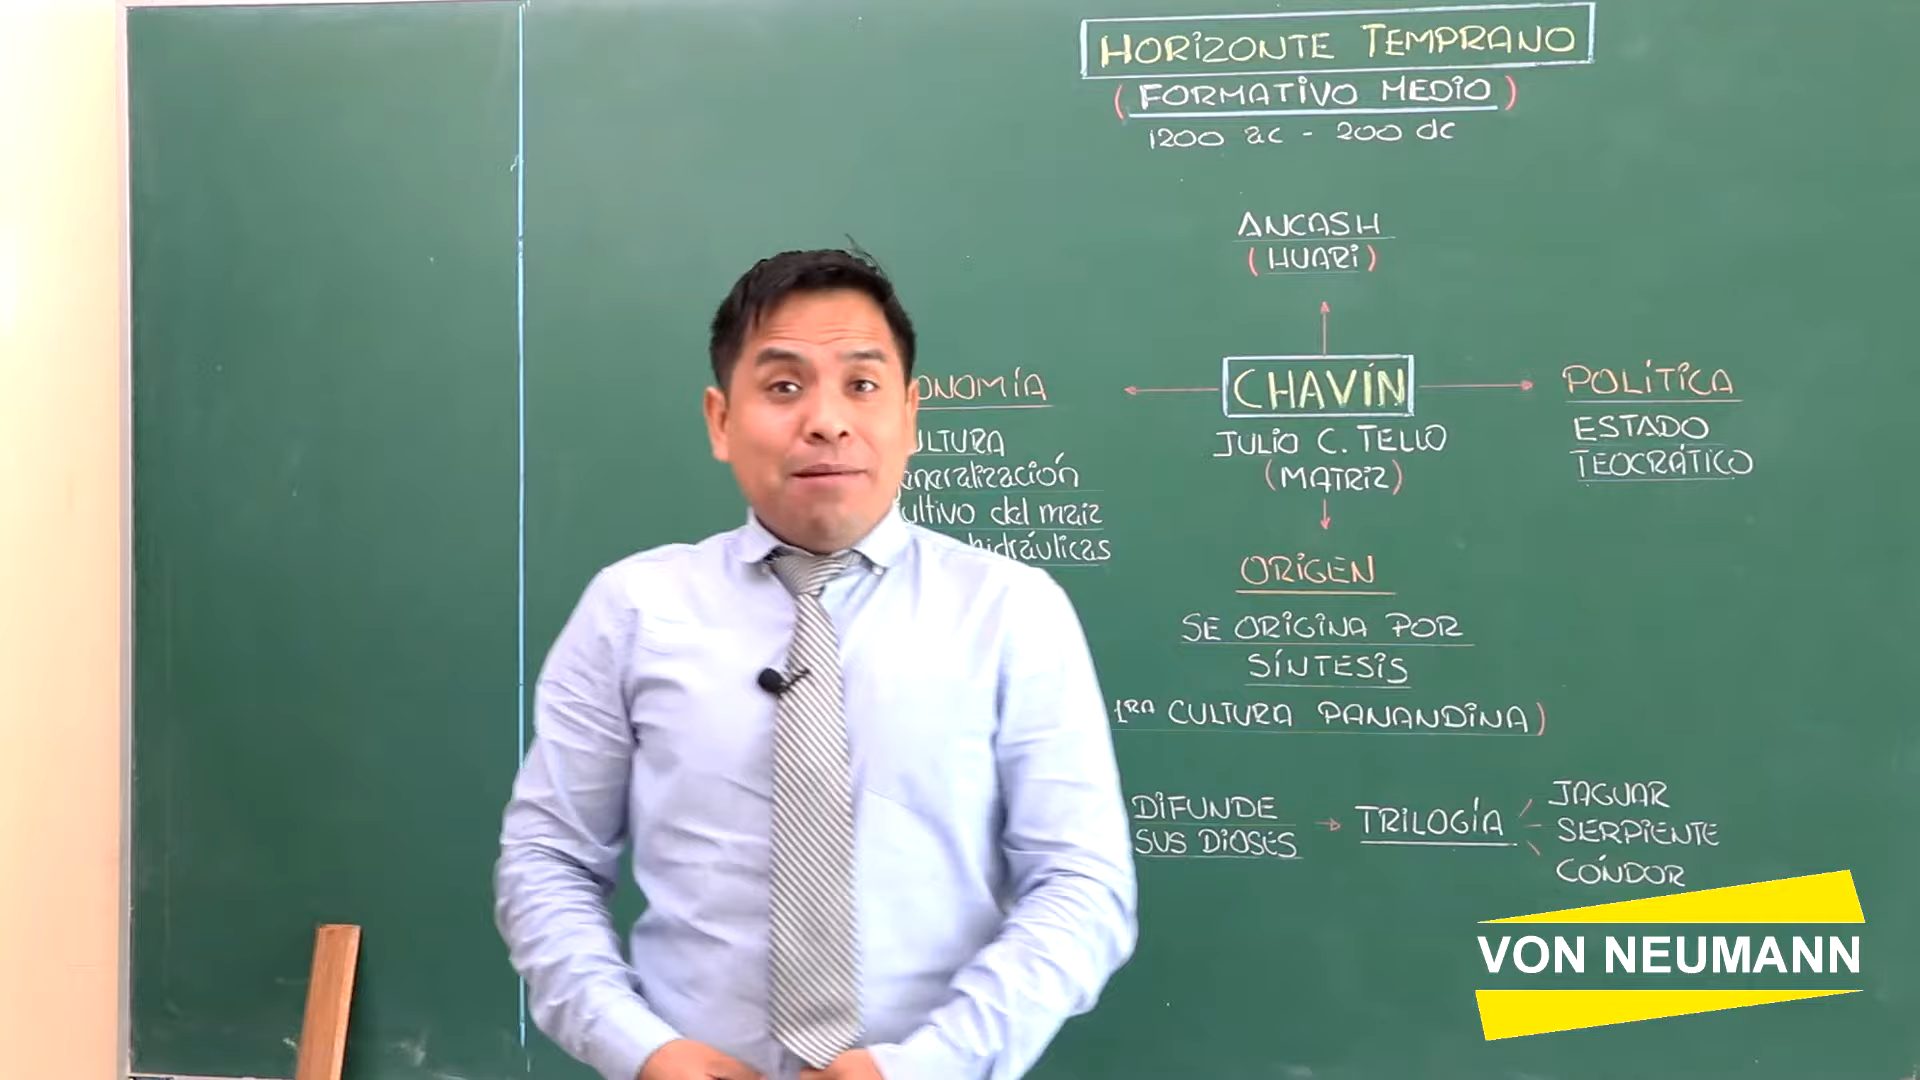 HORIZONTE TEMPRANO
(FORMATIVO MEDIO)
1200 ac - 200 dc
ANCASH
(HUARI)
CHAVÍN
JULIO C. TELLO
(MATRIZ)
ONOMÍA
ULTURA
eneralización
ultivo del maiz
hidráulicas
POLÍTICA
ESTADO
TEOCRÁTICO
ORIGEN
SE ORIGINA POR
SÍNTESIS
1RA CULTURA PANANDINA)
DIFUNDE
SUS DIOSES
TRILOGÍA
JAGUAR
SERPIENTE
CÓNDOR
VON NEUMANN